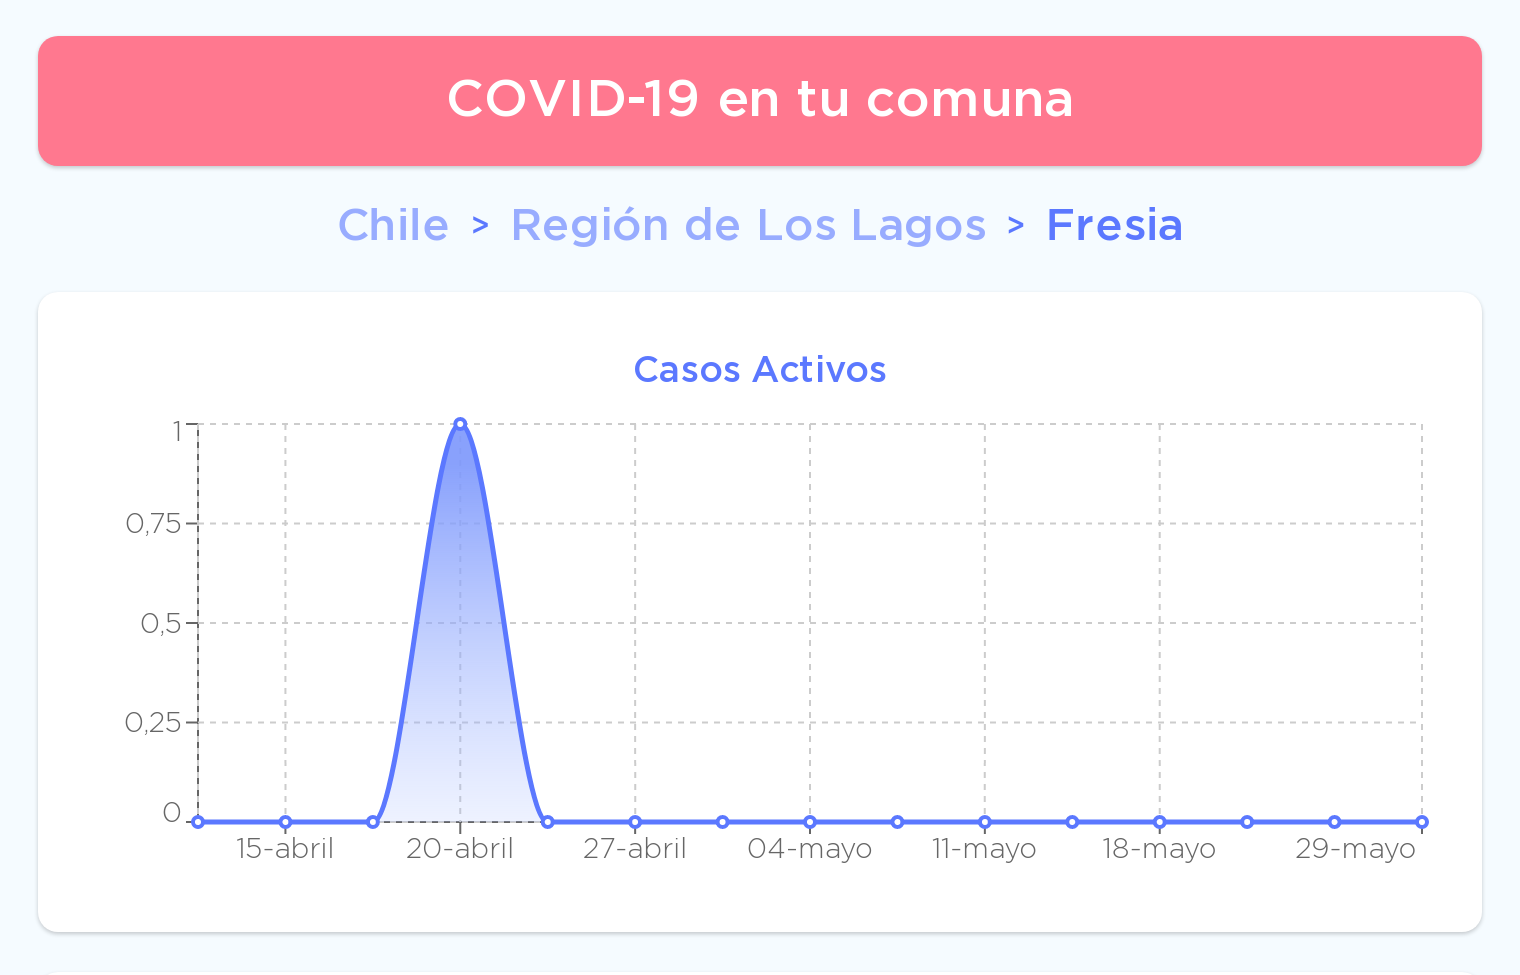 COVID-19 en tu comuna
Chile > Región de Los Lagos > Fresia
Casos Activos
1
0,75
0,5
0,25
0
15-abril 20-abril 27-abril 04-mayo 11-mayo 18-mayo 29-mayo